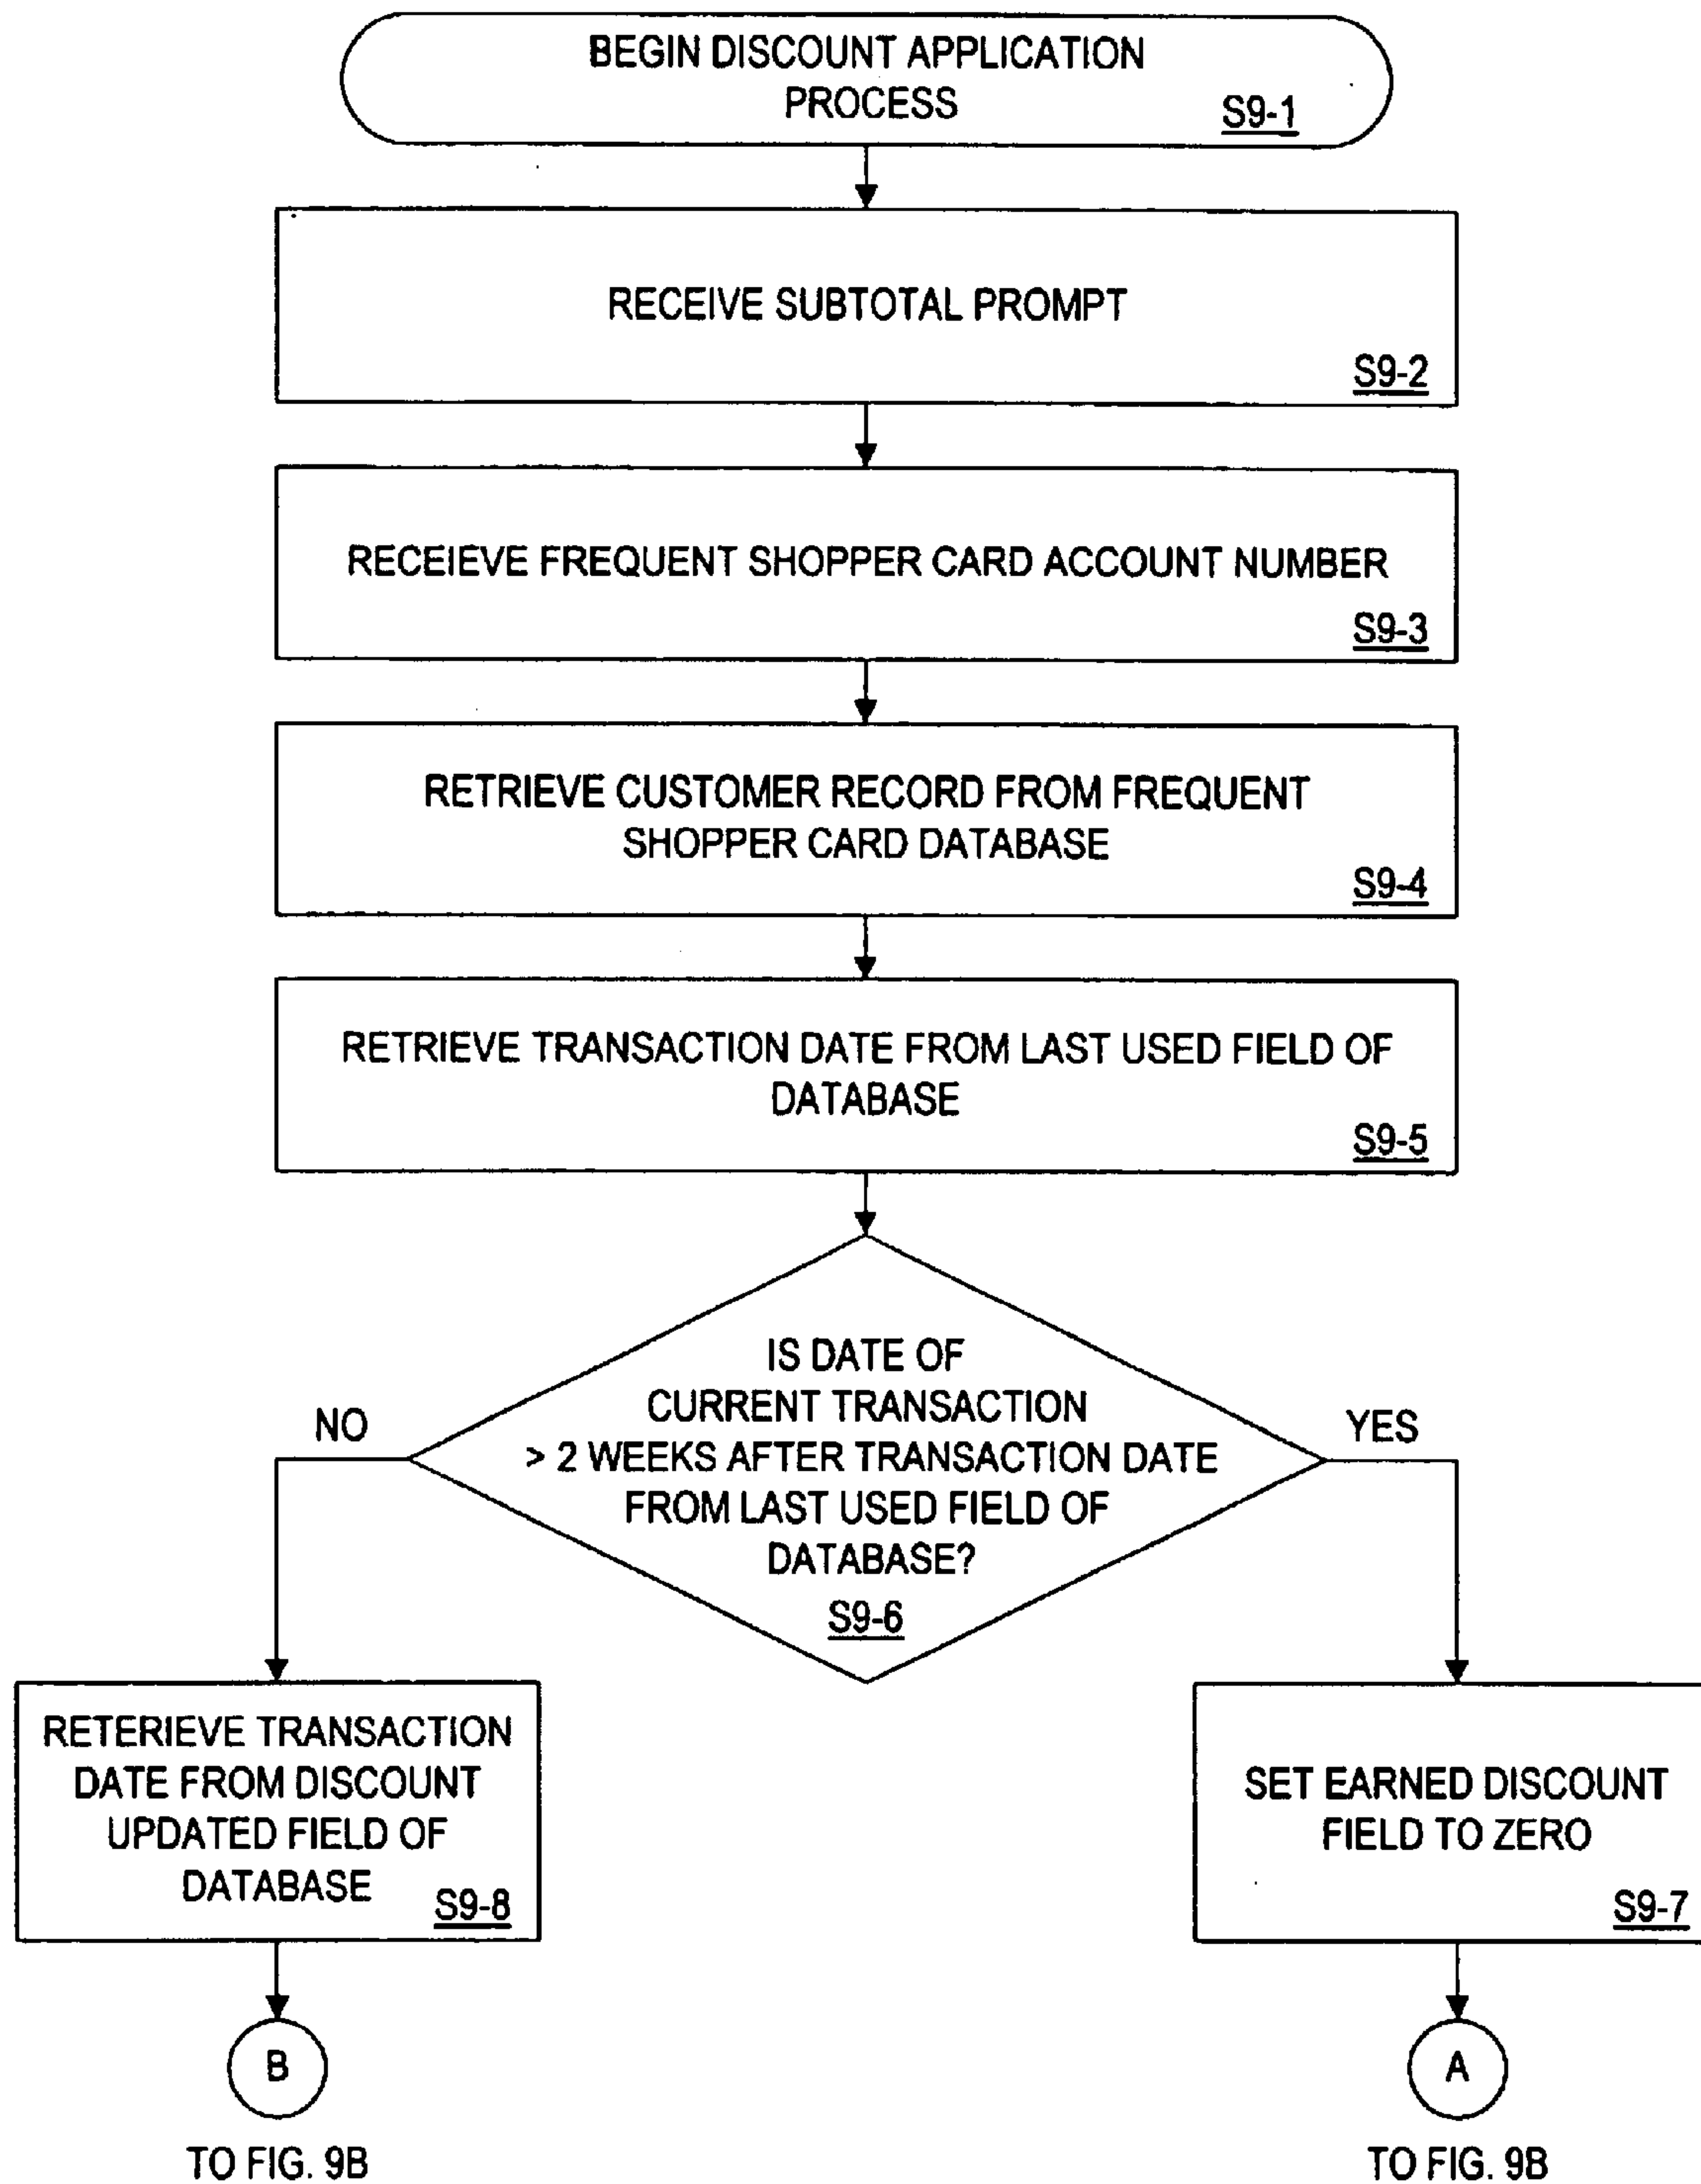 BEGIN DISCOUNT APPLICATION
PROCESS
S9-1
RECEIVE SUBTOTAL PROMPT
S9-2
RECEIEVE FREQUENT SHOPPER CARD ACCOUNT NUMBER
S9-3
RETRIEVE CUSTOMER RECORD FROM FREQUENT
SHOPPER CARD DATABASE
S9-4
RETRIEVE TRANSACTION DATE FROM LAST USED FIELD OF
DATABASE
S9-5
IS DATE OF
CURRENT TRANSACTION
> 2 WEEKS AFTER TRANSACTION DATE
FROM LAST USED FIELD OF
DATABASE?
S9-6
NO
YES
RETERIEVE TRANSACTION
DATE FROM DISCOUNT
UPDATED FIELD OF
DATABASE
S9-8
SET EARNED DISCOUNT
FIELD TO ZERO
S9-7
B
TO FIG. 9B
A
TO FIG. 9B